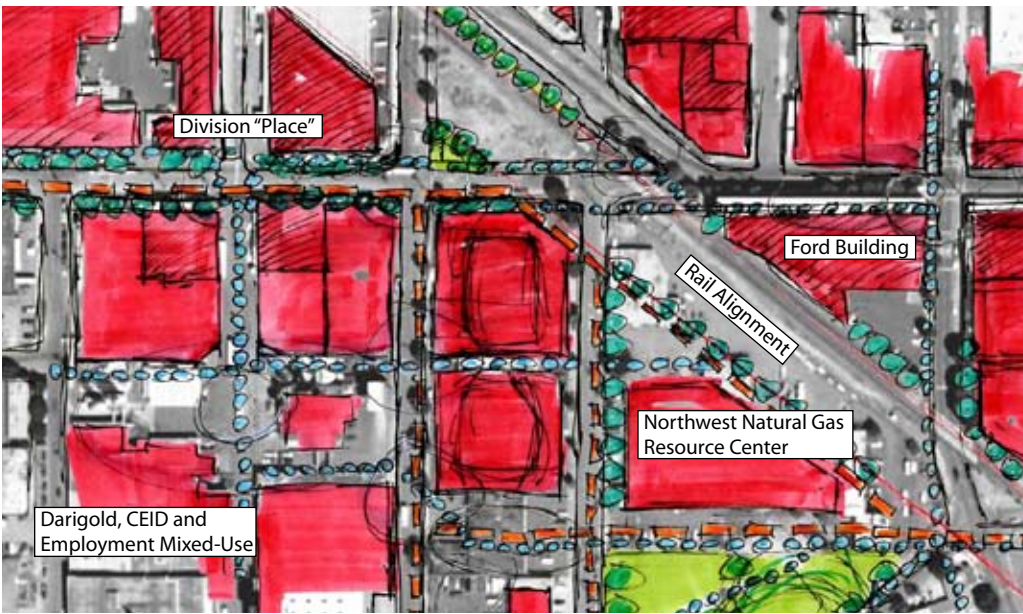 Division “Place”
Ford Building
Rail Alignment
Northwest Natural Gas
Resource Center
Darigold, CEID and
Employment Mixed-Use